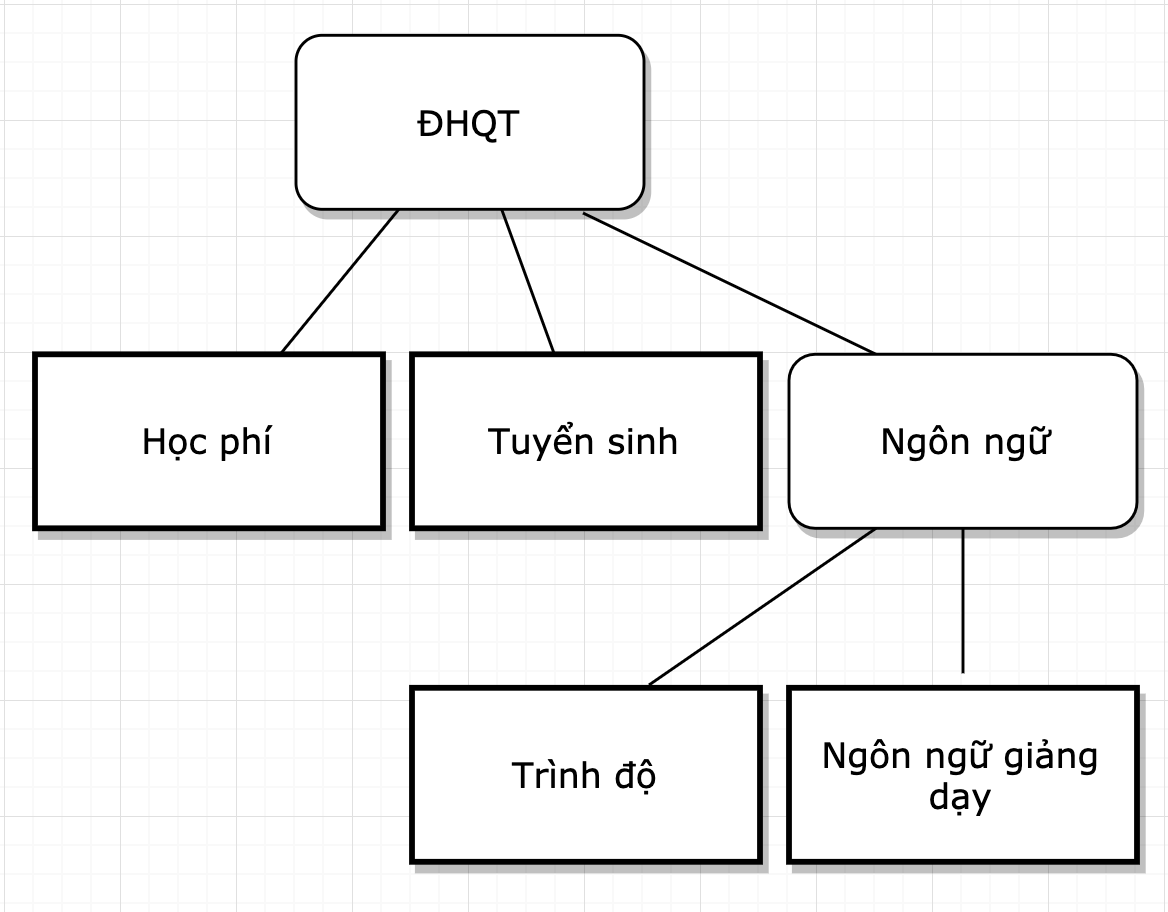 ĐHQT
Học phí
Tuyển sinh
Ngôn ngữ
Trình độ
Ngôn ngữ giảng
dạy